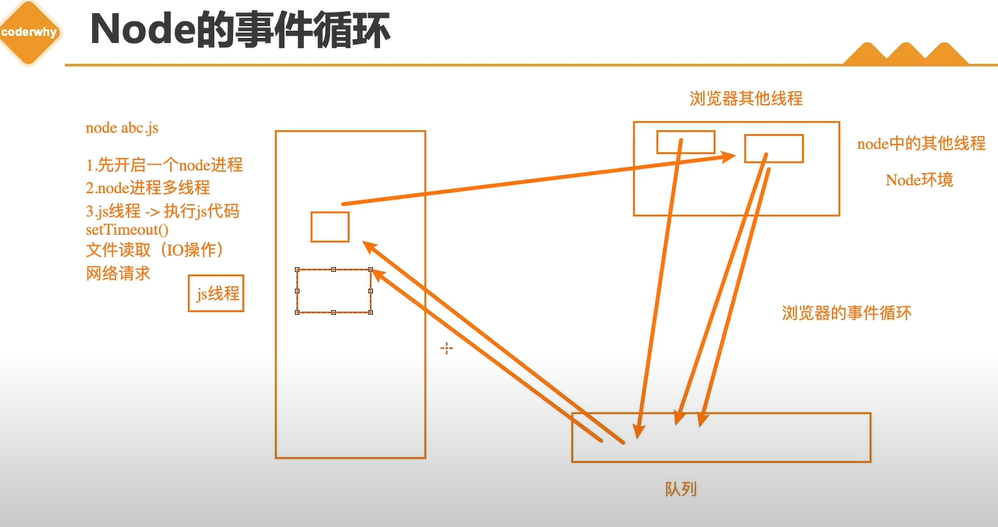 coderwhy
Node的事件循环
node abc.js
1.先开启一个node进程
2.node进程多线程
3.js线程 -> 执行js代码
setTimeout()
文件读取（IO操作）
网络请求
js线程
浏览器其他线程
node中的其他线程
Node环境
浏览器的事件循环
队列